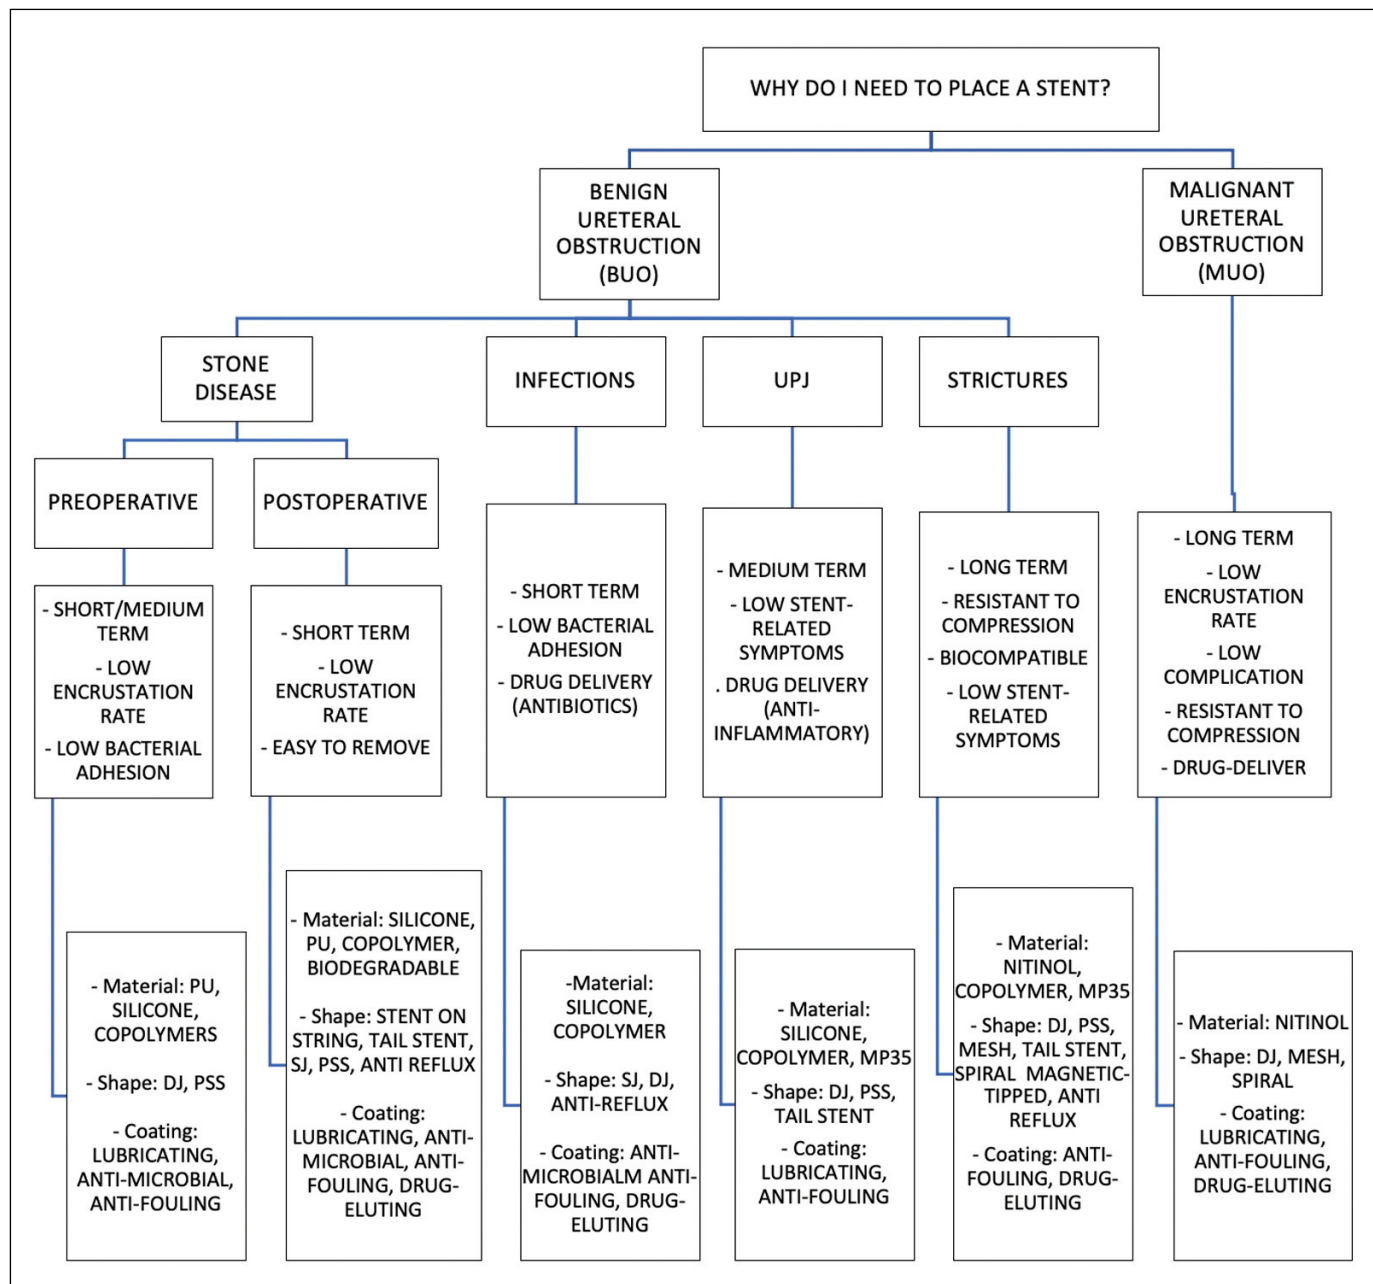 WHY DO I NEED TO PLACE A STENT?
BENIGN
URETERAL
OBSTRUCTION
(BUO)
MALIGNANT
URETERAL
OBSTRUCTION
(MUO)
STONE
DISEASE
INFECTIONS
UPJ
STRICTURES
PREOPERATIVE
POSTOPERATIVE
- SHORT/MEDIUM
TERM
- LOW
ENCRUSTATION
RATE
- LOW BACTERIAL
ADHESION
- SHORT TERM
- LOW
ENCRUSTATION
RATE
- EASY TO REMOVE
- SHORT TERM
- LOW BACTERIAL
ADHESION
- DRUG DELIVERY
(ANTIBIOTICS)
- MEDIUM TERM
- LOW STENT-
RELATED
SYMPTOMS
. DRUG DELIVERY
(ANTI-
INFLAMMATORY)
- LONG TERM
- RESISTANT TO
COMPRESSION
- BIOCOMPATIBLE
- LOW STENT-
RELATED
SYMPTOMS
- LONG TERM
- LOW
ENCRUSTATION
RATE
- LOW
COMPLICATION
- RESISTANT TO
COMPRESSION
- DRUG-DELIVER
- Material: PU,
SILICONE,
COPOLYMERS
- Shape: DJ, PSS
- Coating:
LUBRICATING,
ANTI-MICROBIAL,
ANTI-FOULING
- Material: SILICONE,
PU, COPOLYMER,
BIODEGRADABLE
- Shape: STENT ON
STRING, TAIL STENT,
SJ, PSS, ANTI REFLUX
- Coating:
LUBRICATING, ANTI-
MICROBIAL, ANTI-
FOULING, DRUG-
ELUTING
-Material:
SILICONE,
COPOLYMER
- Shape: SJ, DJ,
ANTI-REFLUX
- Coating: ANTI-
MICROBIALM ANTI-
FOULING, DRUG-
ELUTING
- Material:
SILICONE,
COPOLYMER, MP35
- Shape: DJ, PSS,
TAIL STENT
- Coating:
LUBRICATING,
ANTI-FOULING
- Material:
NITINOL,
COPOLYMER, MP35
- Shape: DJ, PSS,
MESH, TAIL STENT,
SPIRAL MAGNETIC-
TIPPED, ANTI
REFLUX
- Coating: ANTI-
FOULING, DRUG-
ELUTING
- Material: NITINOL
- Shape: DJ, MESH,
SPIRAL
- Coating:
LUBRICATING,
ANTI-FOULING,
DRUG-ELUTING